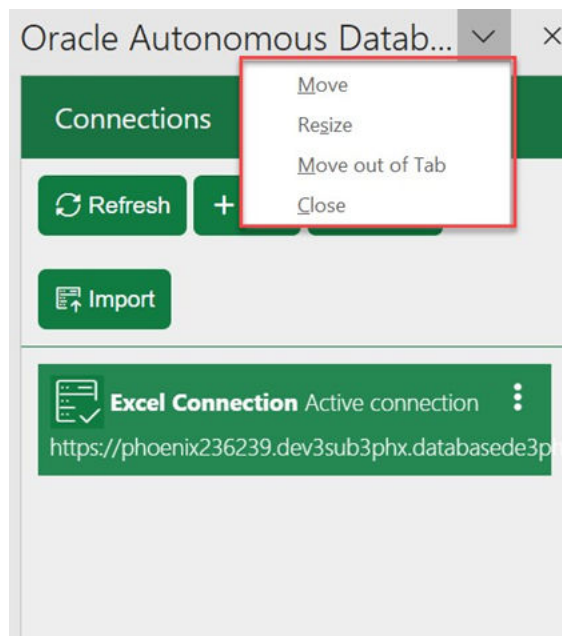 Oracle Autonomous Datab...
Move
Connections
Resize
Move out of Tab
Refresh
Close
Import
Excel Connection Active connection
https://phoenix236239.dev3sub3phx.databasede3ph